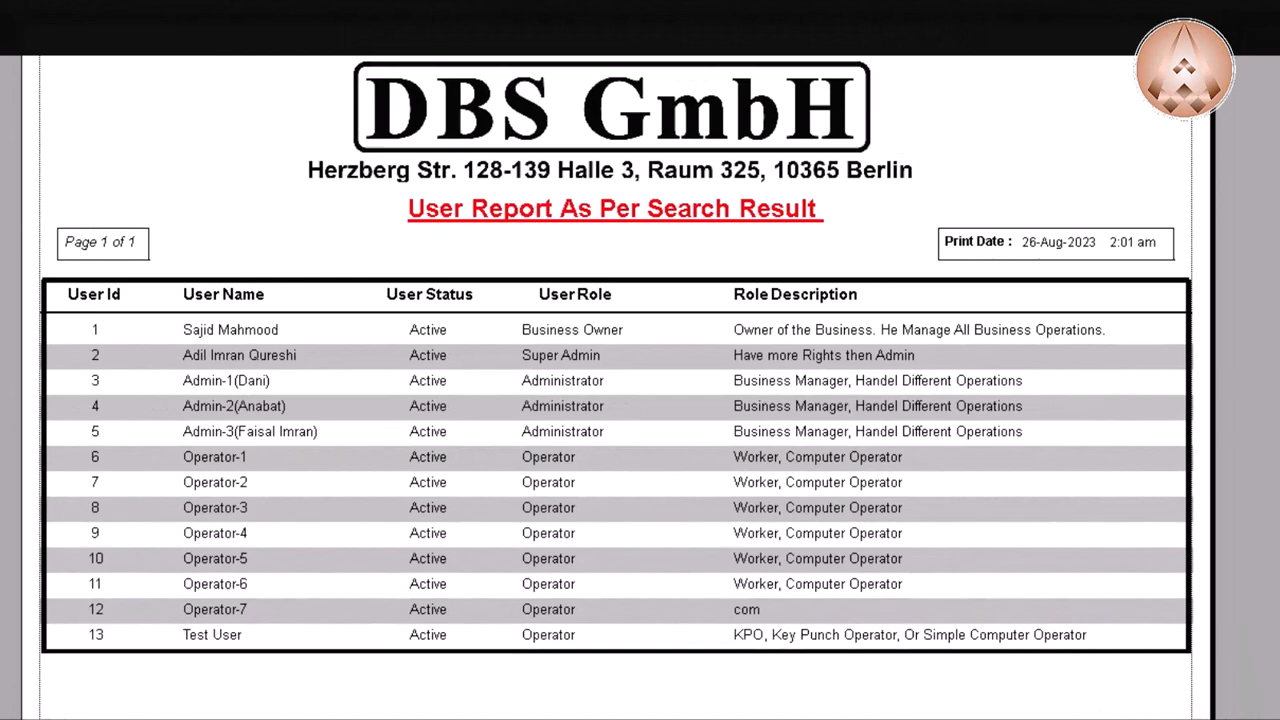 DBS GmbH
Herzberg Str. 128-139 Halle 3, Raum 325, 10365 Berlin
User Report As Per Search Result
Page 1 of 1
Print Date : 26-Aug-2023 2:01 am
User Id User Name User Status User Role Role Description
1 Sajid Mahmood Active Business Owner Owner of the Business. He Manage All Business Operations.
2 Adil Imran Qureshi Active Super Admin Have more Rights then Admin
3 Admin-1(Dani) Active Administrator Business Manager, Handel Different Operations
4 Admin-2(Anabat) Active Administrator Business Manager, Handel Different Operations
5 Admin-3(Faisal Imran) Active Administrator Business Manager, Handel Different Operations
6 Operator-1 Active Operator Worker, Computer Operator
7 Operator-2 Active Operator Worker, Computer Operator
8 Operator-3 Active Operator Worker, Computer Operator
9 Operator-4 Active Operator Worker, Computer Operator
10 Operator-5 Active Operator Worker, Computer Operator
11 Operator-6 Active Operator Worker, Computer Operator
12 Operator-7 Active Operator com
13 Test User Active Operator KPO, Key Punch Operator, Or Simple Computer Operator